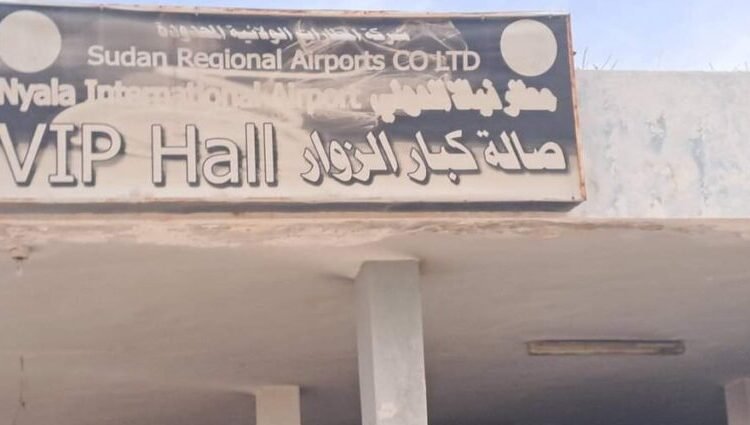 شركة المطارات الولائية المحدودة
Sudan Regional Airports CO LTD
Nyala International Airport مطار نيالا الدولي
VIP Hall صالة كبار الزوار